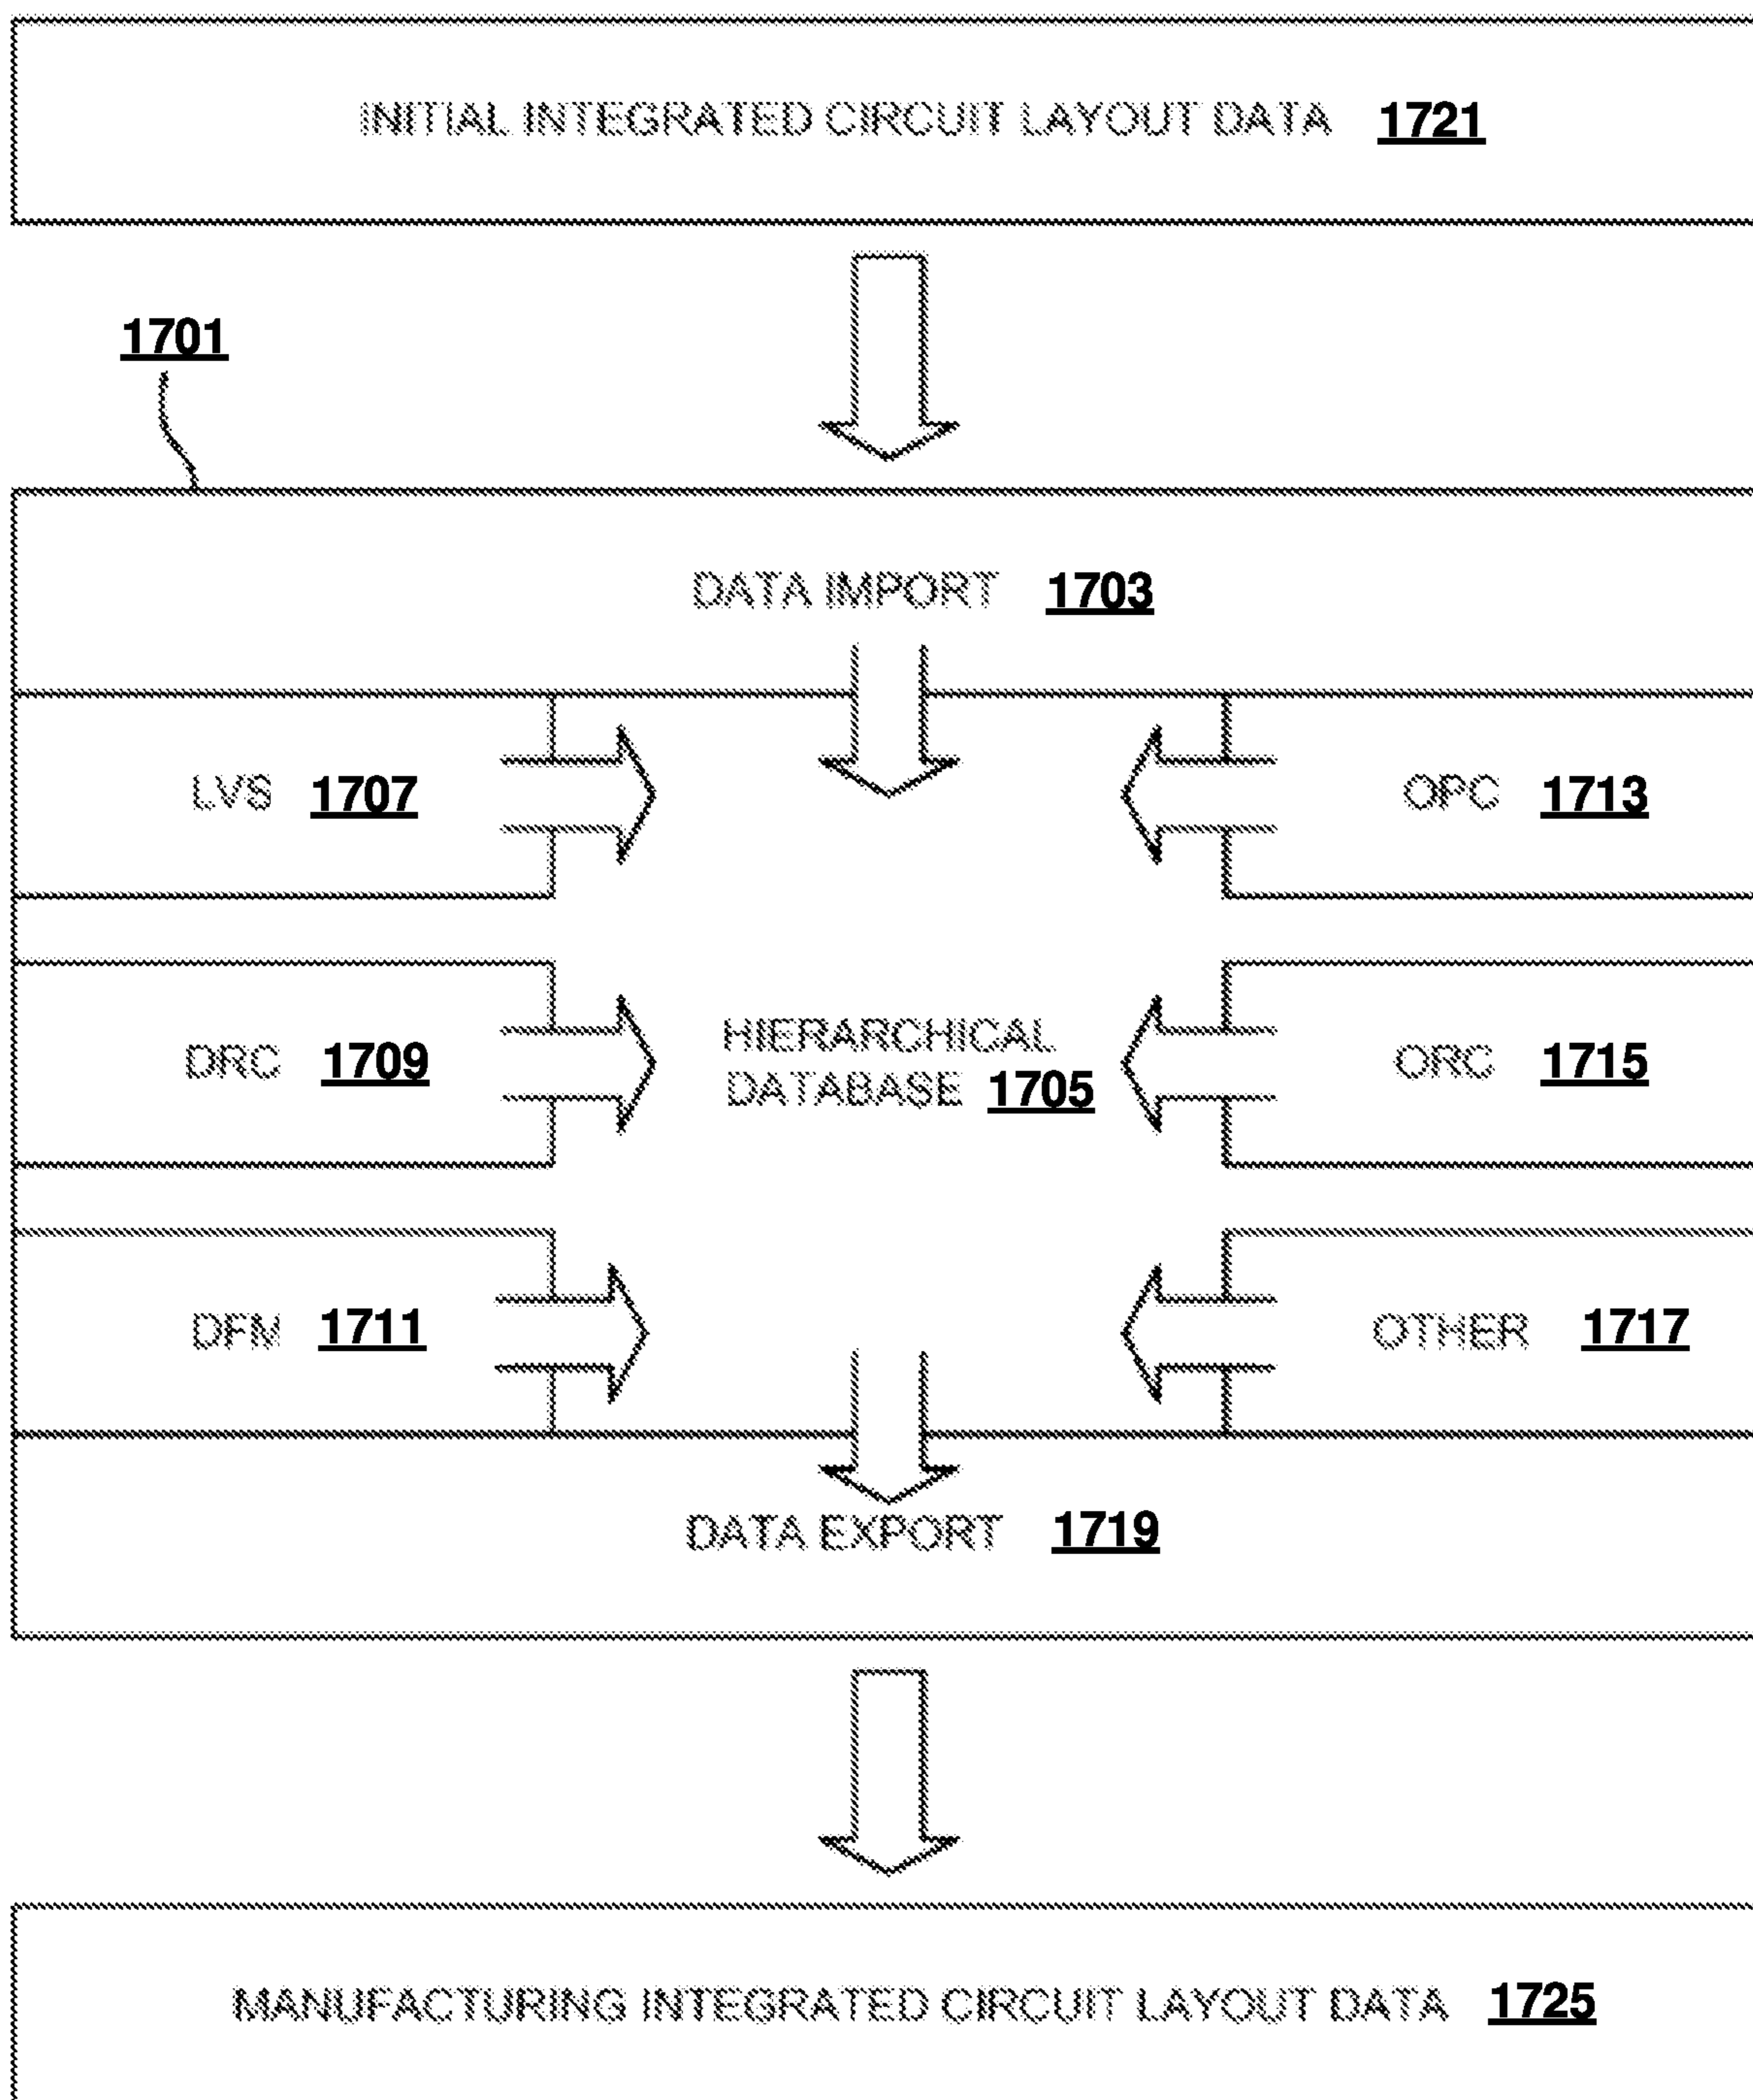 INITIAL INTEGRATED CIRCUIT LAYOUT DATA 1721
1701
DATA IMPORT 1703
LVS 1707
OPC 1713
DRC 1709
HIERARCHICAL
DATABASE 1705
ORC 1715
DFM 1711
OTHER 1717
DATA EXPORT 1719
MANUFACTURING INTEGRATED CIRCUIT LAYOUT DATA 1725